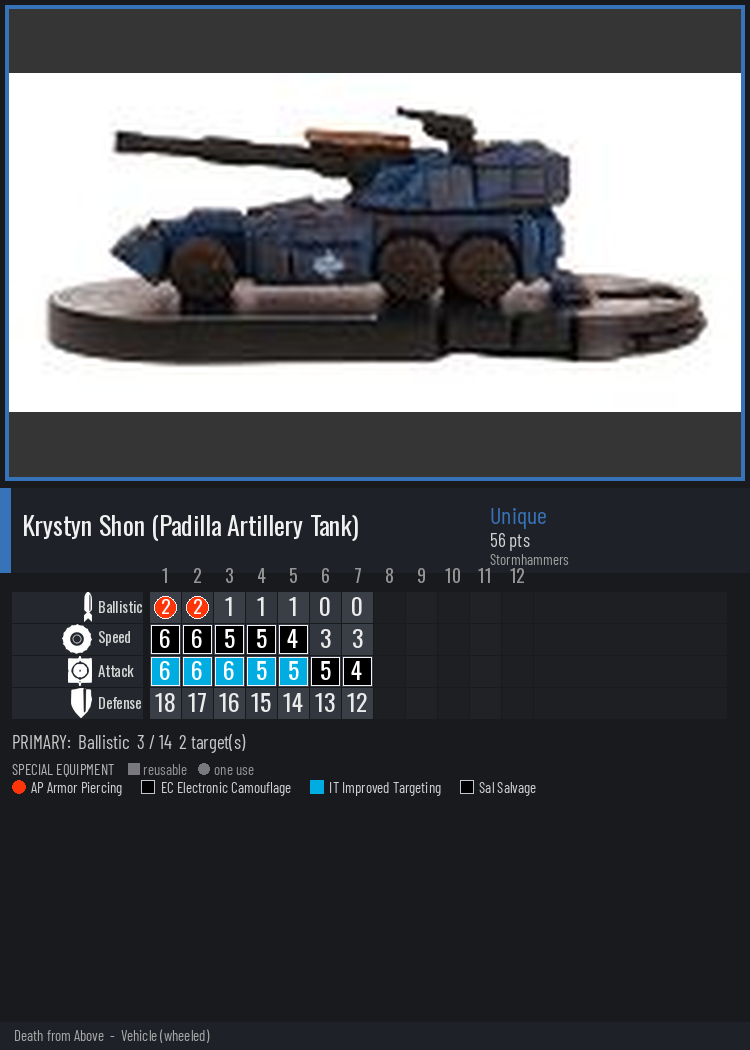 Krystyn Shon (Padilla Artillery Tank)
Unique
56 pts
Stormhammers
1 2 3 4 5 6 7 8 9 10 11 12
Ballistic 2 2 1 1 1 0 0
Speed 6 6 5 5 4 3 3
Attack 6 6 6 5 5 5 4
Defense 18 17 16 15 14 13 12
PRIMARY: Ballistic 3 / 14 2 target(s)
SPECIAL EQUIPMENT reusable one use
AP Armor Piercing EC Electronic Camouflage IT Improved Targeting Sal Salvage
Death from Above - Vehicle (wheeled)